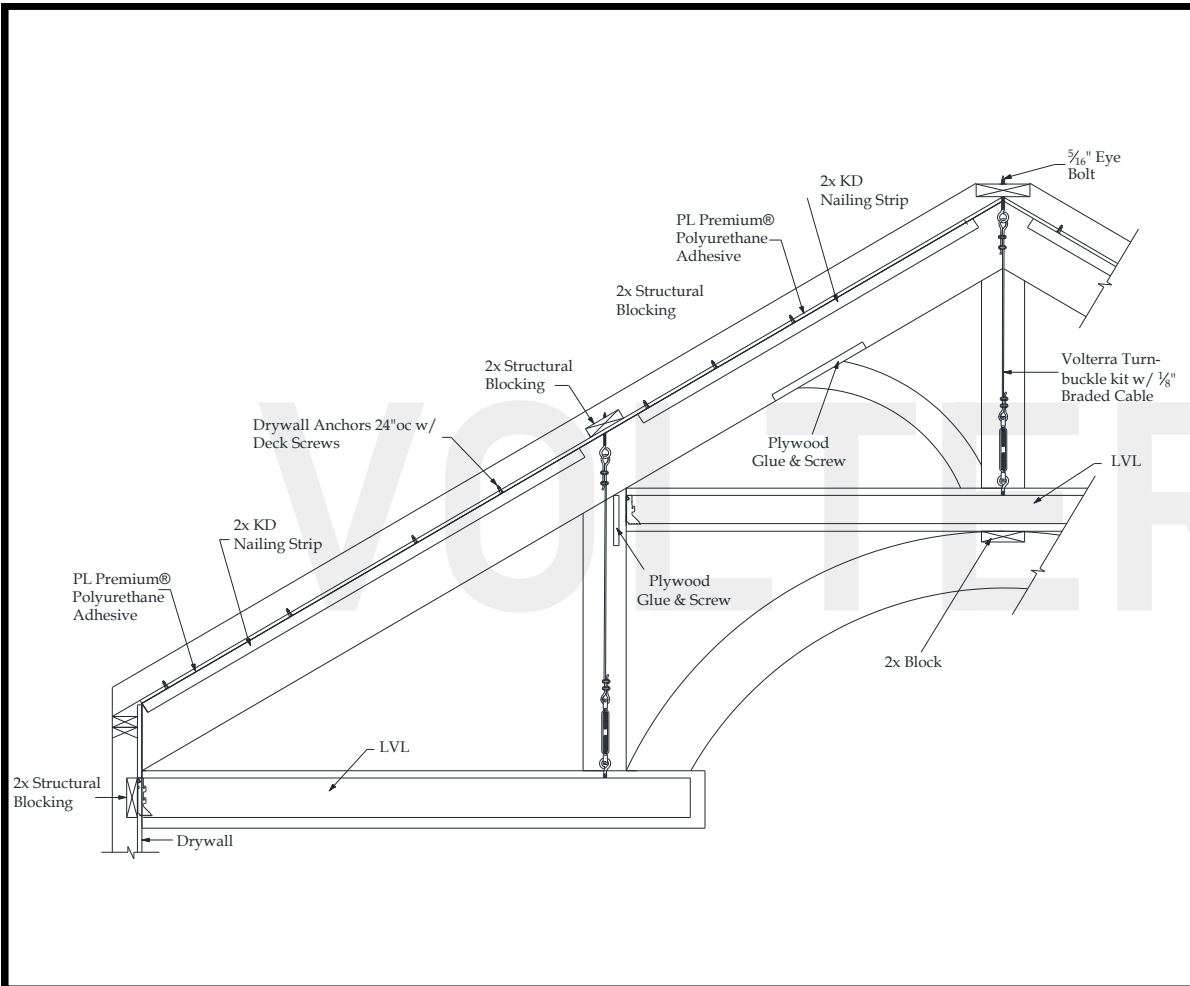 5/16" Eye
Bolt
2x KD
Nailing Strip
PL Premium®
Polyurethane
Adhesive
2x Structural
Blocking
2x Structural
Blocking
Volterra Turn-
buckle kit w/ 1/8"
Braded Cable
Drywall Anchors 24"oc w/
Deck Screws
Plywood
Glue & Screw
LVL
2x KD
Nailing Strip
PL Premium®
Polyurethane
Adhesive
Plywood
Glue & Screw
2x Block
LVL
2x Structural
Blocking
Drywall
VOLTER